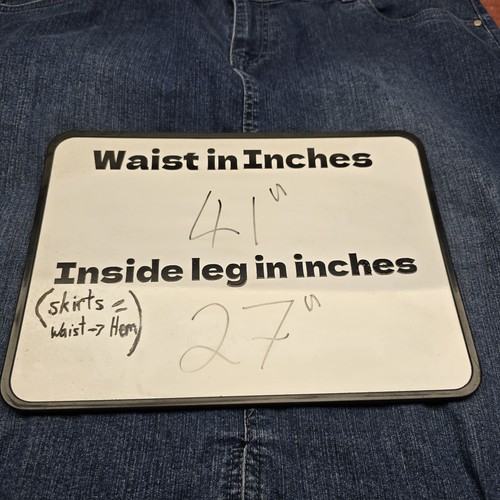 Waist in Inches
41"
Inside leg in inches
(skirts =
Waist → Hem)
27"